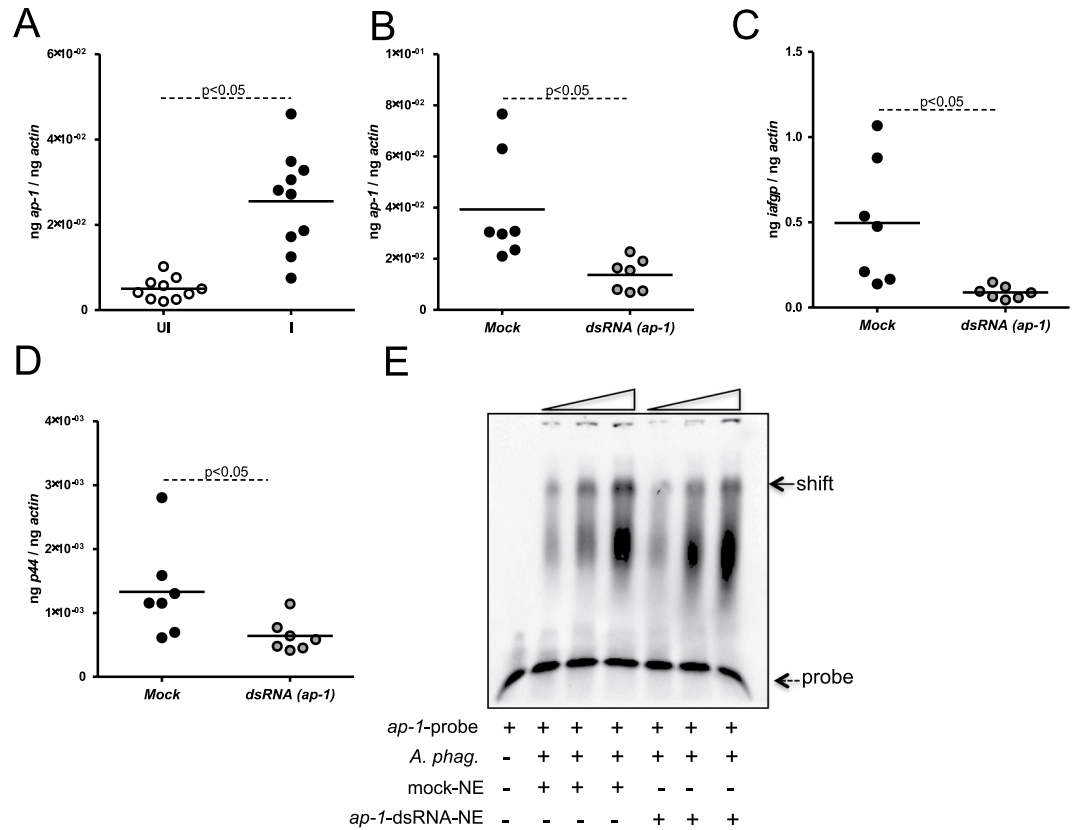 A
6×10⁻⁰²
4×10⁻⁰²
2×10⁻⁰²
0
ng ap-1 / ng actin
p<0.05
UI I
B
1×10⁻⁰¹
8×10⁻⁰²
6×10⁻⁰²
4×10⁻⁰²
2×10⁻⁰²
0
ng ap-1 / ng actin
p<0.05
Mock dsRNA (ap-1)
C
1.5
1.0
0.5
0.0
ng iafgp / ng actin
p<0.05
Mock dsRNA (ap-1)
D
4×10⁻⁰³
3×10⁻⁰³
2×10⁻⁰³
1×10⁻⁰³
0
ng p44 / ng actin
p<0.05
Mock dsRNA (ap-1)
E
shift
probe
ap-1-probe + + + + + + +
A. phag. - + + + + + +
mock-NE - + + + - - -
ap-1-dsRNA-NE - - - - + + +